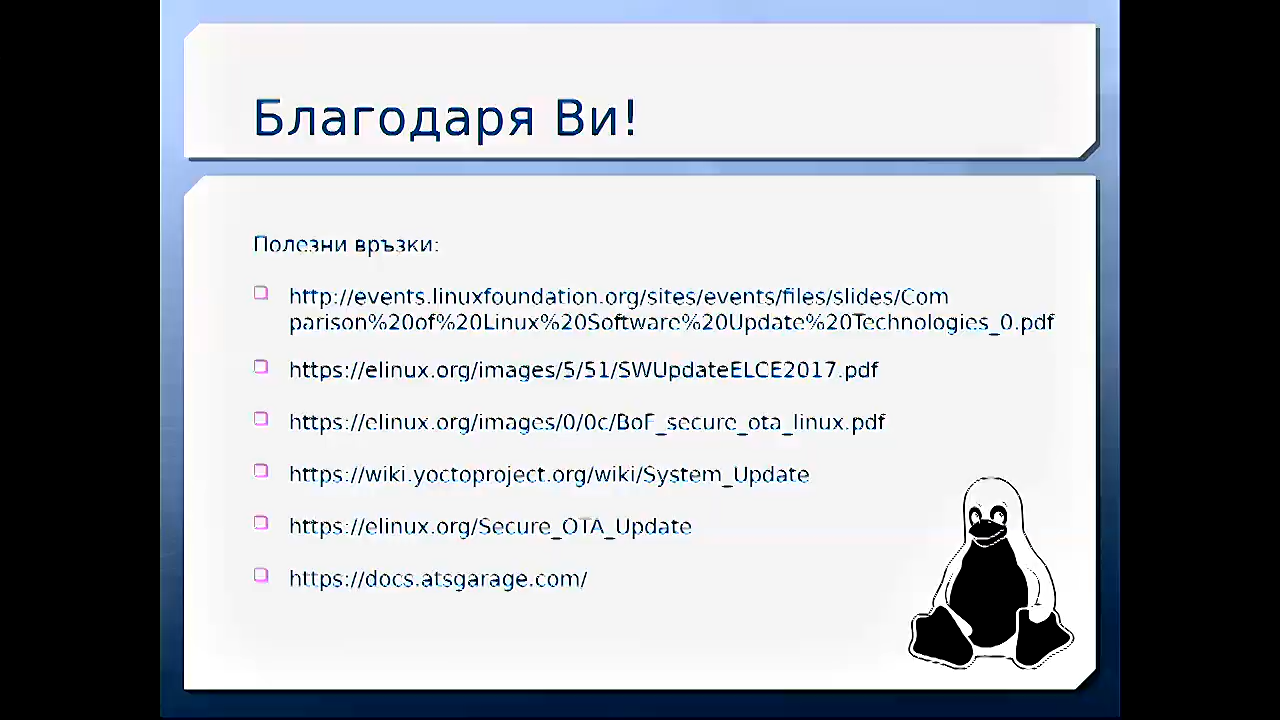 Благодаря Ви!
Полезни връзки:
http://events.linuxfoundation.org/sites/events/files/slides/Com
parison%20of%20Linux%20Software%20Update%20Technologies_0.pdf
https://elinux.org/images/5/51/SWUpdateELCE2017.pdf
https://elinux.org/images/0/0c/BoF_secure_ota_linux.pdf
https://wiki.yoctoproject.org/wiki/System_Update
https://elinux.org/Secure_OTA_Update
https://docs.atsgarage.com/